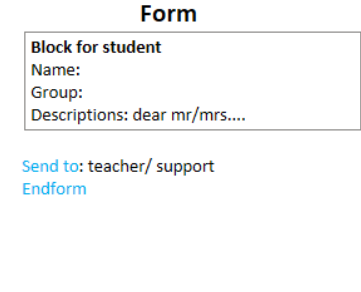 Form
Block for student
Name:
Group:
Descriptions: dear mr/mrs....
Send to: teacher/ support
Endform